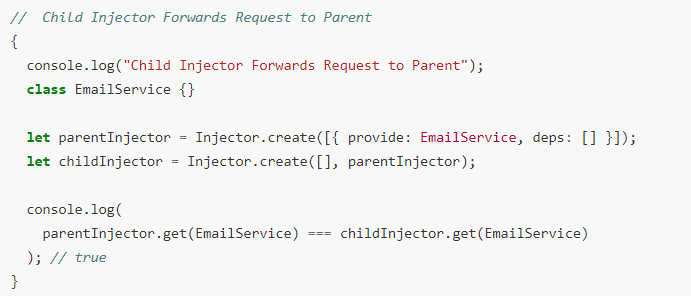 //  Child Injector Forwards Request to Parent
{
  console.log("Child Injector Forwards Request to Parent");
  class EmailService {}

  let parentInjector = Injector.create([{ provide: EmailService, deps: [] }]);
  let childInjector = Injector.create([], parentInjector);

  console.log(
    parentInjector.get(EmailService) === childInjector.get(EmailService)
  ); // true
}